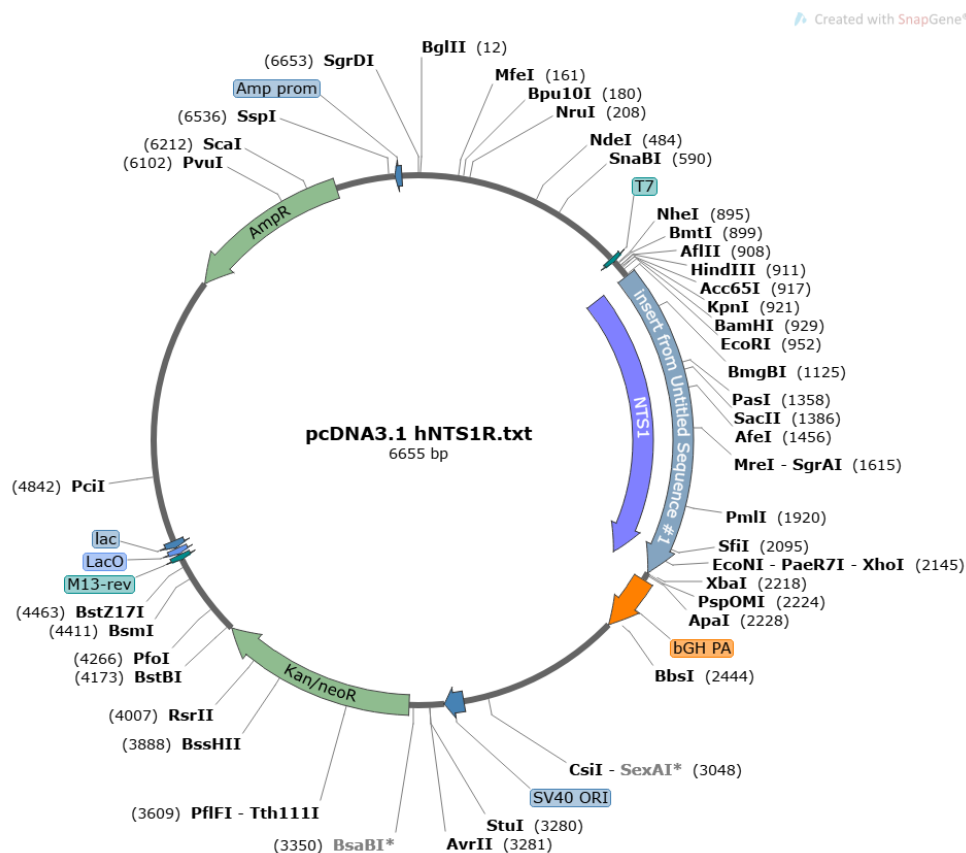 Created with SnapGene®
(6653) SgrDI
BglII (12)
Amp prom
MfeI (161)
(6536) SspI
Bpu10I (180)
NruI (208)
(6212) ScaI
(6102) PvuI
NdeI (484)
SnaBI (590)
T7
AmpR
NheI (895)
BmtI (899)
AflII (908)
HindIII (911)
Acc65I (917)
KpnI (921)
BamHI (929)
EcoRI (952)
insert from Untitled Sequence #1
BmgBI (1125)
NTS1
PasI (1358)
SacII (1386)
AfeI (1456)
pcDNA3.1 hNTS1R.txt
6655 bp
MreI - SgrAI (1615)
(4842) PciI
PmlI (1920)
lac
LacO
M13-rev
SfiI (2095)
EcoNI - PaeR7I - XhoI (2145)
XbaI (2218)
PspOMI (2224)
ApaI (2228)
(4463) BstZ17I
(4411) BsmI
bGH PA
(4266) PfoI
(4173) BstBI
BbsI (2444)
Kan/neoR
(4007) RsrII
(3888) BssHII
CsiI - SexAI* (3048)
SV40 ORI
(3609) PflFI - Tth111I
StuI (3280)
(3350) BsaBI*
AvrII (3281)